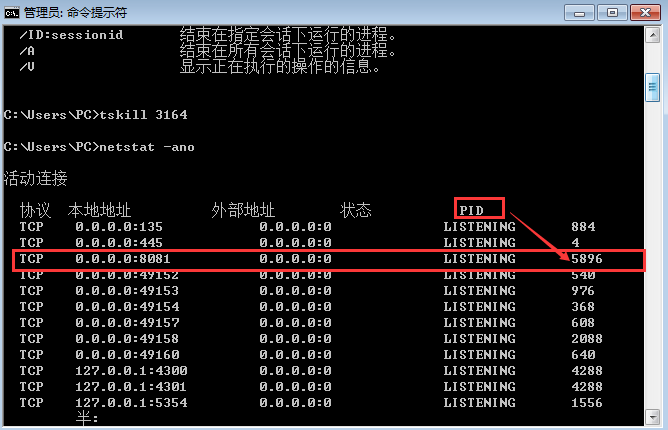 管理员: 命令提示符
/ID:sessionid 结束在指定会话下运行的进程。
/A 结束在所有会话下运行的进程。
/V 显示正在执行的操作的信息。
C:\Users\PC>tskill 3164
C:\Users\PC>netstat -ano
活动连接
协议 本地地址 外部地址 状态 PID
TCP 0.0.0.0:135 0.0.0.0:0 LISTENING 884
TCP 0.0.0.0:445 0.0.0.0:0 LISTENING 4
TCP 0.0.0.0:8081 0.0.0.0:0 LISTENING 5896
TCP 0.0.0.0:49152 0.0.0.0:0 LISTENING 540
TCP 0.0.0.0:49153 0.0.0.0:0 LISTENING 976
TCP 0.0.0.0:49154 0.0.0.0:0 LISTENING 368
TCP 0.0.0.0:49157 0.0.0.0:0 LISTENING 608
TCP 0.0.0.0:49158 0.0.0.0:0 LISTENING 2088
TCP 0.0.0.0:49160 0.0.0.0:0 LISTENING 640
TCP 127.0.0.1:4300 0.0.0.0:0 LISTENING 4288
TCP 127.0.0.1:4301 0.0.0.0:0 LISTENING 4288
TCP 127.0.0.1:5354 0.0.0.0:0 LISTENING 1556
半: